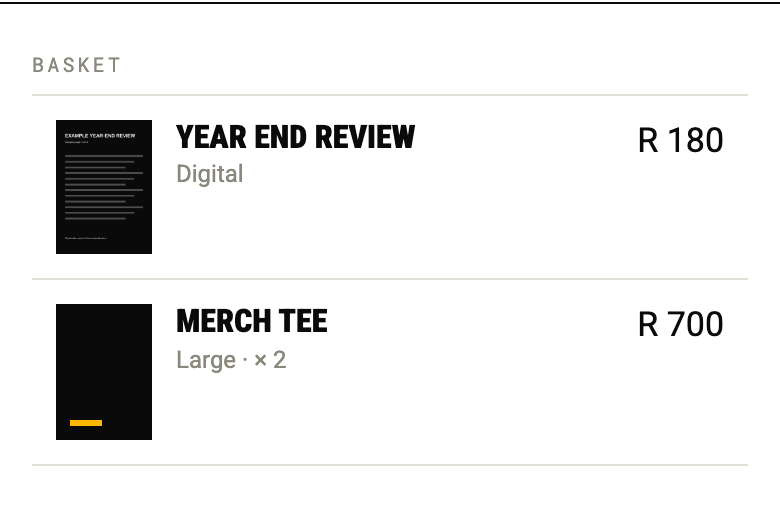 BASKET
EXAMPLE YEAR-END REVIEW
YEAR END REVIEW
R 180
Digital
MERCH TEE
R 700
Large · × 2